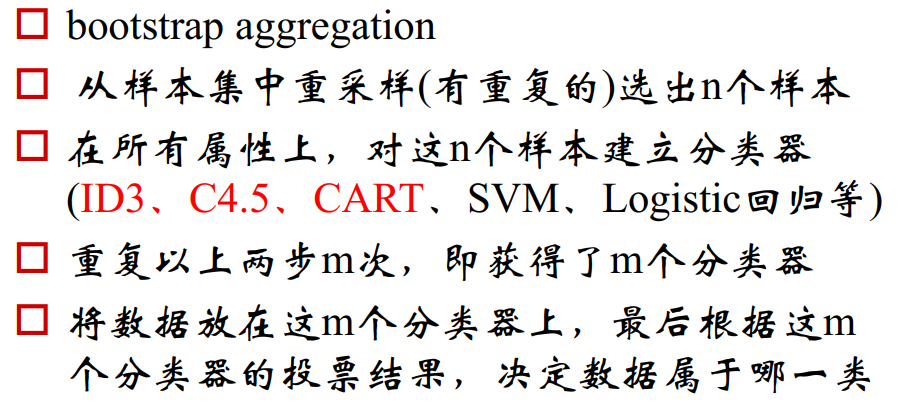 bootstrap aggregation
从样本集中重采样(有重复的)选出n个样本
在所有属性上，对这n个样本建立分类器
(ID3、C4.5、CART、SVM、Logistic回归等)
重复以上两步m次，即获得了m个分类器
将数据放在这m个分类器上，最后根据这m
个分类器的投票结果，决定数据属于哪一类